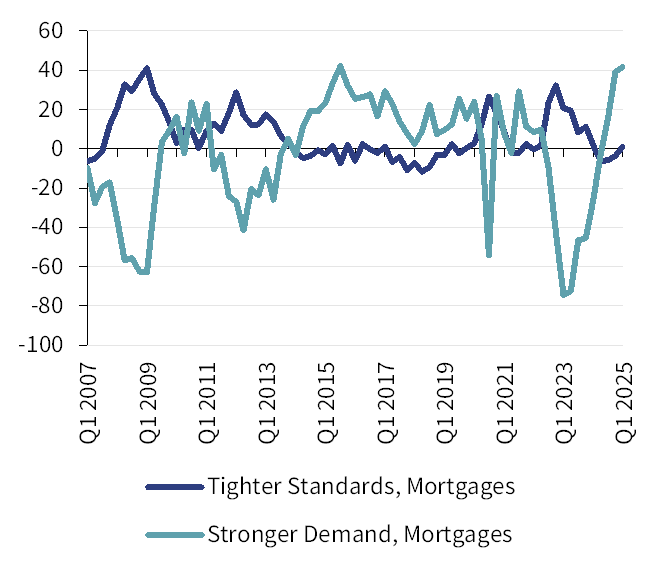 60
40
20
0
-20
-40
-60
-80
-100
Q1 2007
Q1 2009
Q1 2011
Q1 2013
Q1 2015
Q1 2017
Q1 2019
Q1 2021
Q1 2023
Q1 2025
Tighter Standards, Mortgages
Stronger Demand, Mortgages